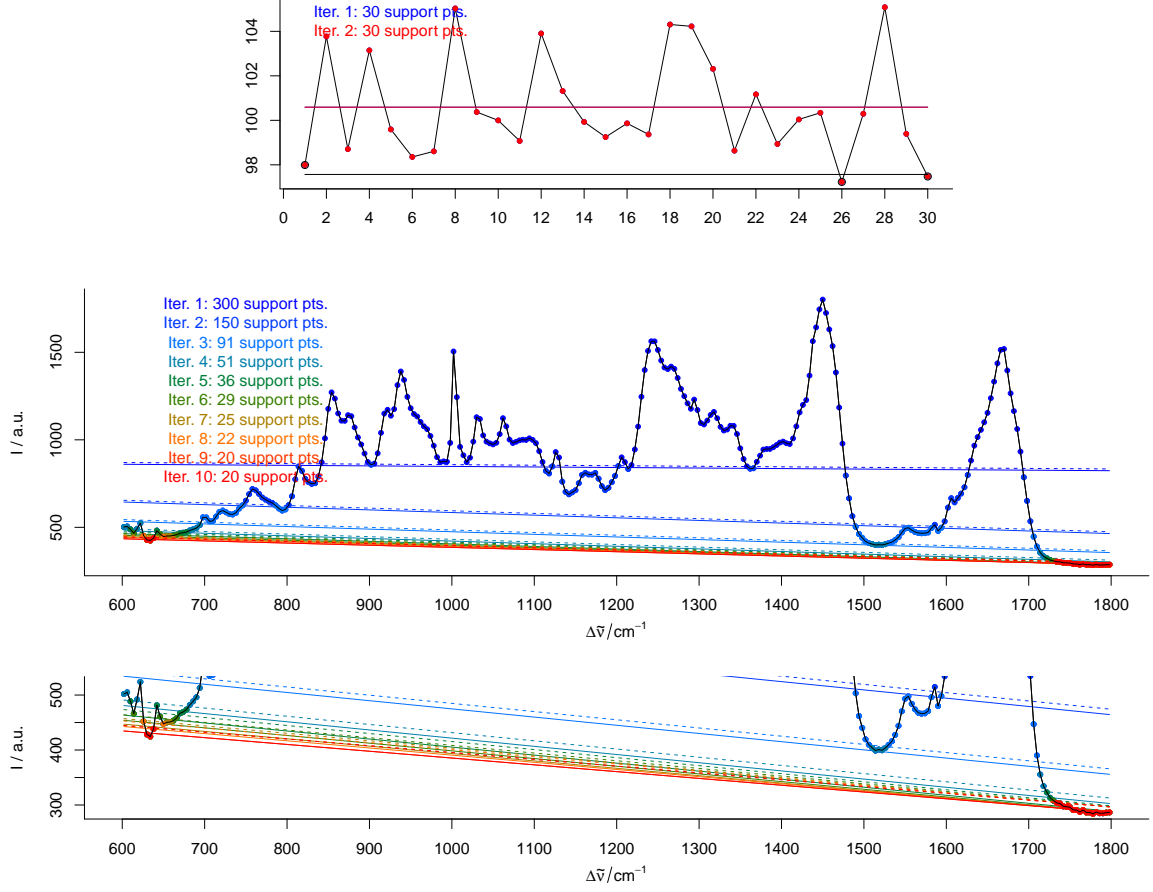 Iter. 1: 30 support pts.
Iter. 2: 30 support pts.
104
102
100
98
0 2 4 6 8 10 12 14 16 18 20 22 24 26 28 30
Iter. 1: 300 support pts.
Iter. 2: 150 support pts.
Iter. 3: 91 support pts.
Iter. 4: 51 support pts.
Iter. 5: 36 support pts.
Iter. 6: 29 support pts.
Iter. 7: 25 support pts.
Iter. 8: 22 support pts.
Iter. 9: 20 support pts.
Iter. 10: 20 support pts.
I / a.u.
1500
1000
500
600 700 800 900 1000 1100 1200 1300 1400 1500 1600 1700 1800
Δν̃/cm⁻¹
I / a.u.
500
400
300
600 700 800 900 1000 1100 1200 1300 1400 1500 1600 1700 1800
Δν̃/cm⁻¹